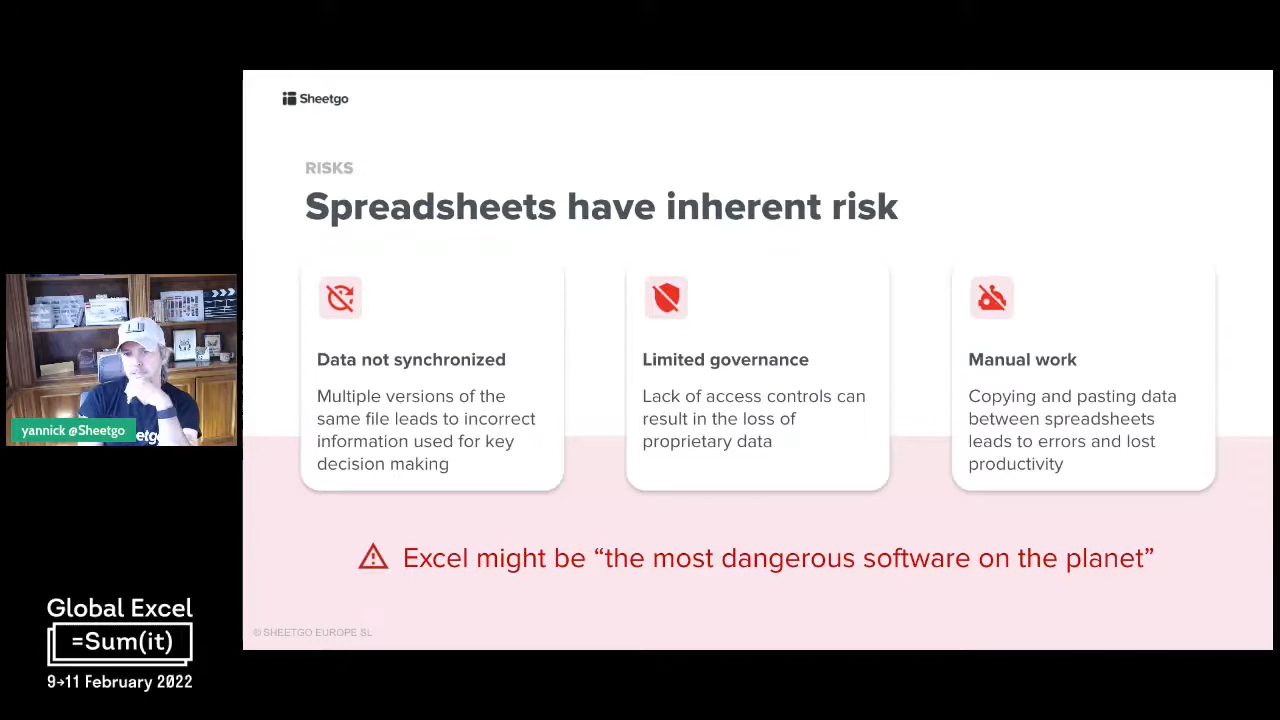 Sheetgo
RISKS
Spreadsheets have inherent risk
Data not synchronized
Multiple versions of the
same file leads to incorrect
information used for key
decision making
Limited governance
Lack of access controls can
result in the loss of
proprietary data
Manual work
Copying and pasting data
between spreadsheets
leads to errors and lost
productivity
Excel might be “the most dangerous software on the planet”
© SHEETGO EUROPE SL
yannick @Sheetgo
Global Excel
=Sum(it)
9→11 February 2022